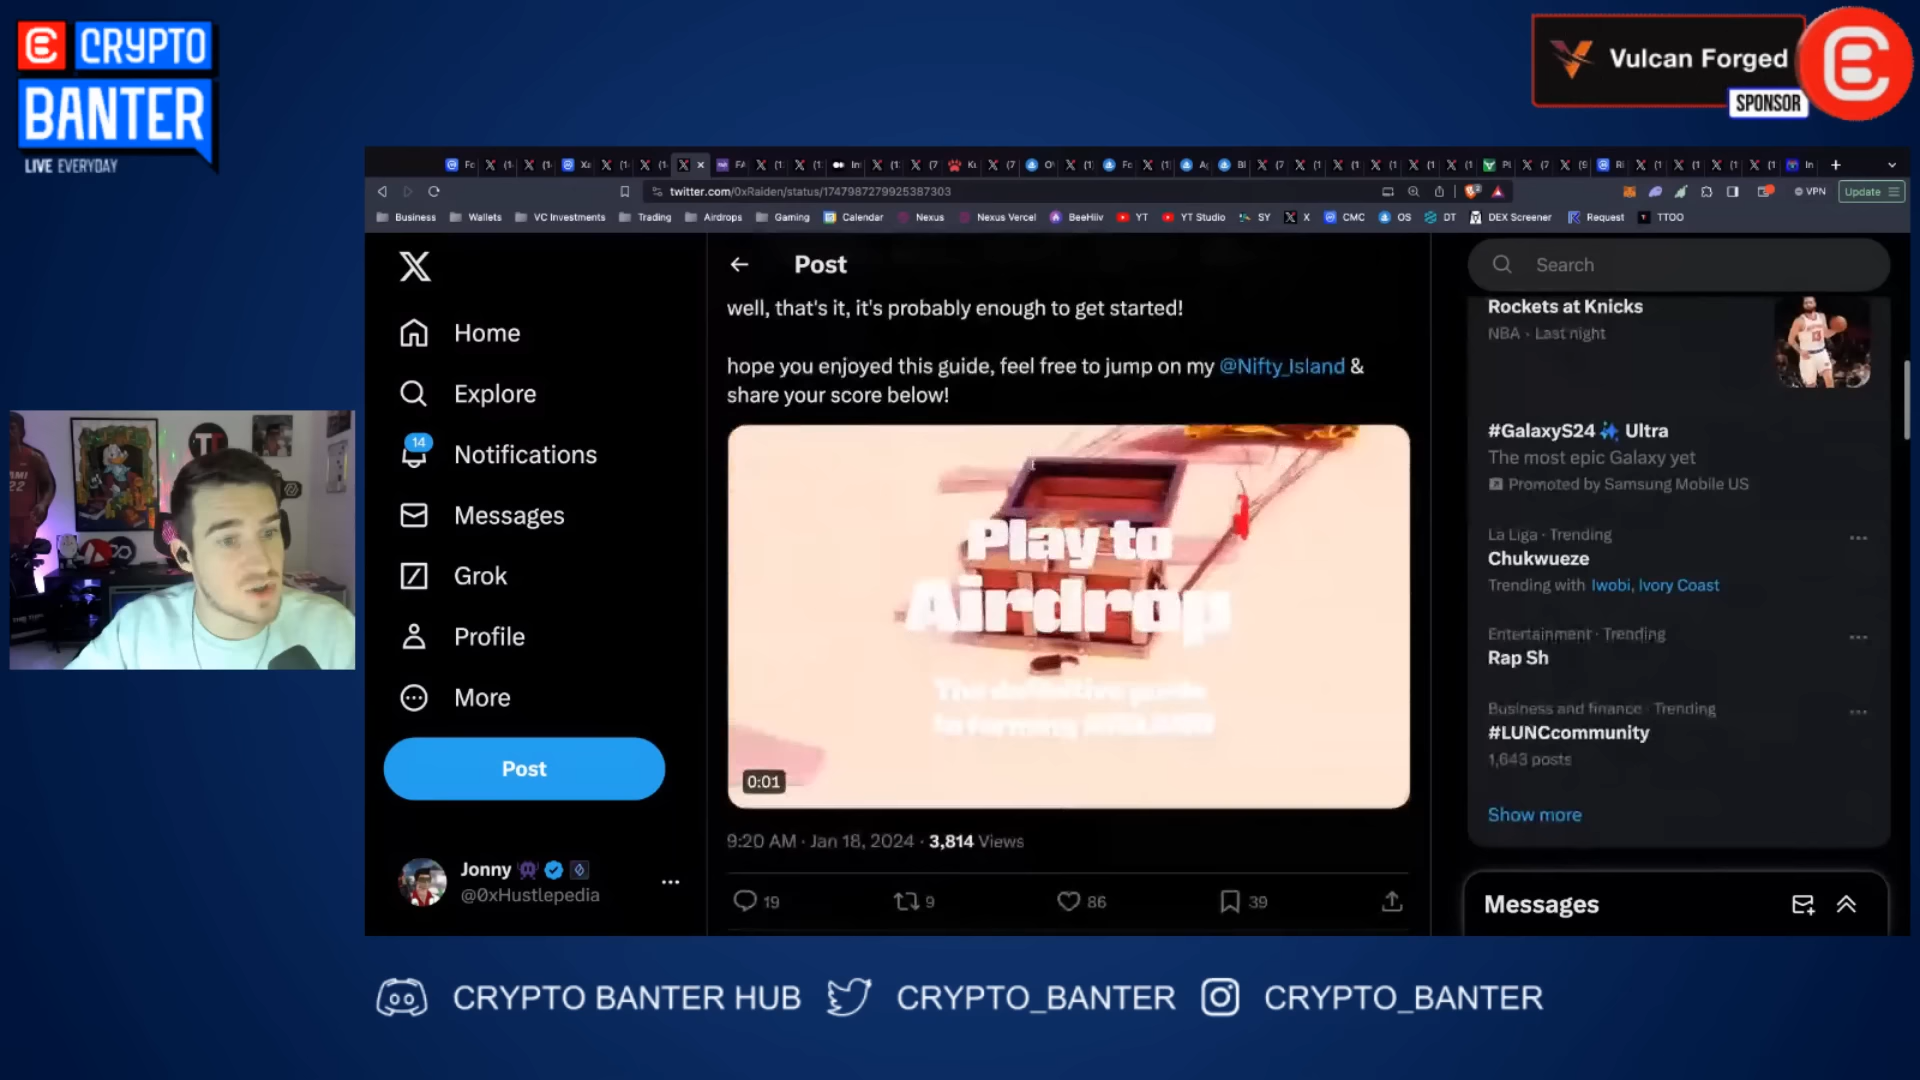 CRYPTO
BANTER
LIVE EVERYDAY
Vulcan Forged
SPONSOR
twitter.com/0xRaiden/status/1747987279925387303
VPN
Update
Business
Wallets
VC Investments
Trading
Airdrops
Gaming
Calendar
Nexus
Nexus Vercel
BeeHiiv
YT
YT Studio
SY
X
CMC
OS
DT
DEX Screener
Request
TTOO
Home
Explore
14
Notifications
Messages
Grok
Profile
More
Post
Jonny
@0xHustlepedia
Post
well, that's it, it's probably enough to get started!
hope you enjoyed this guide, feel free to jump on my @Nifty_Island &
share your score below!
Play to
Airdrop
The definitive guide
0:01
9:20 AM · Jan 18, 2024 · 3,814 Views
19
9
86
39
Search
Rockets at Knicks
NBA · Last night
#GalaxyS24 Ultra
The most epic Galaxy yet
Promoted by Samsung Mobile US
La Liga · Trending
Chukwueze
Trending with Iwobi, Ivory Coast
Entertainment · Trending
Rap Sh
Business and finance · Trending
#LUNCcommunity
1,643 posts
Show more
Messages
CRYPTO BANTER HUB
CRYPTO_BANTER
CRYPTO_BANTER